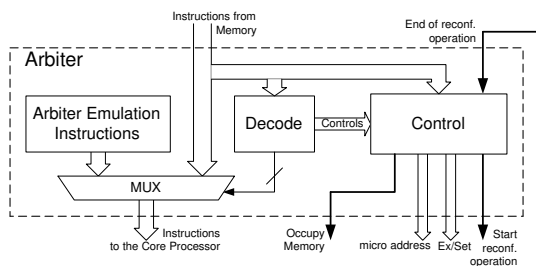 Instructions from
Memory
End of reconf.
operation
Arbiter
Arbiter Emulation
Instructions
Decode
Controls
Control
MUX
Instructions
to the Core Processor
Occupy
Memory
micro address
Ex/Set
Start
reconf.
operation